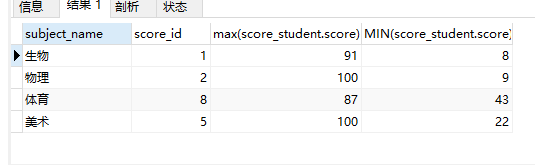 信息 结果 1 剖析 状态
subject_name score_id max(score_student.score) MIN(score_student.score)
生物 1 91 8
物理 2 100 9
体育 8 87 43
美术 5 100 22